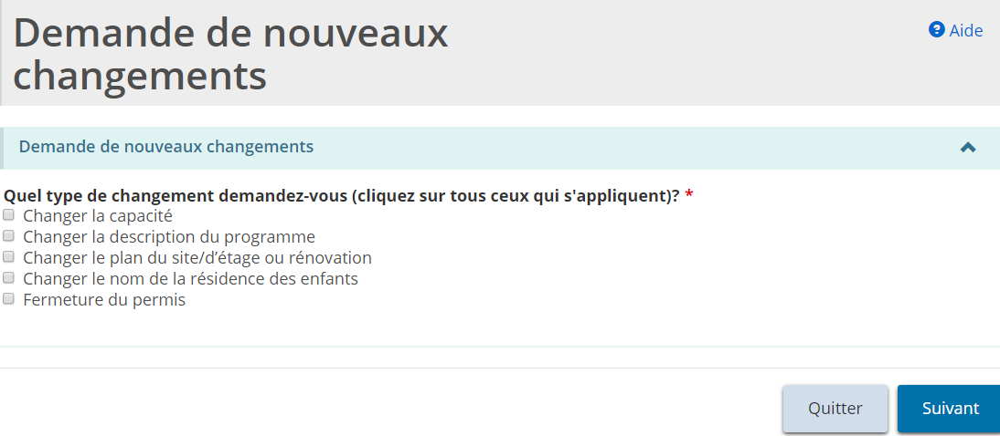 Demande de nouveaux
changements
Aide
Demande de nouveaux changements
Quel type de changement demandez-vous (cliquez sur tous ceux qui s'appliquent)? *
Changer la capacité
Changer la description du programme
Changer le plan du site/d’étage ou rénovation
Changer le nom de la résidence des enfants
Fermeture du permis
Quitter
Suivant